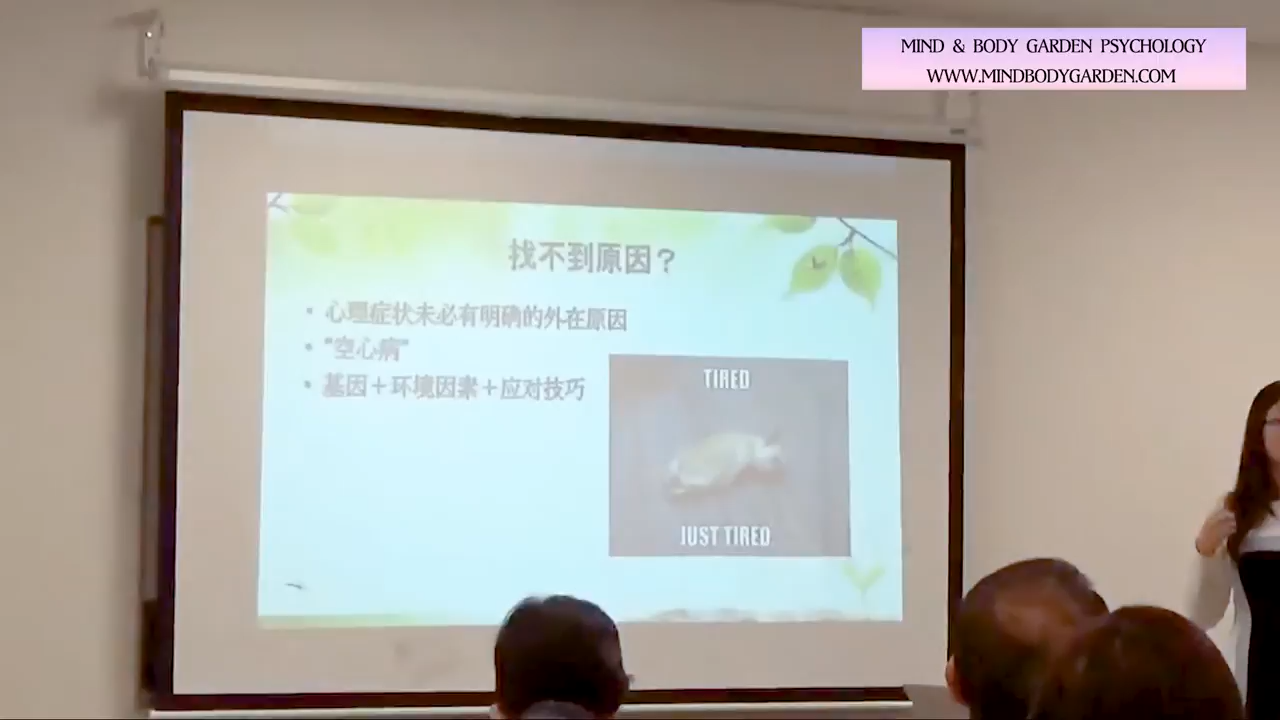 MIND & BODY GARDEN PSYCHOLOGY
WWW.MINDBODYGARDEN.COM
找不到原因？
• 心理症状未必有明确的外在原因
• “空心病”
• 基因＋环境因素＋应对技巧
TIRED
JUST TIRED